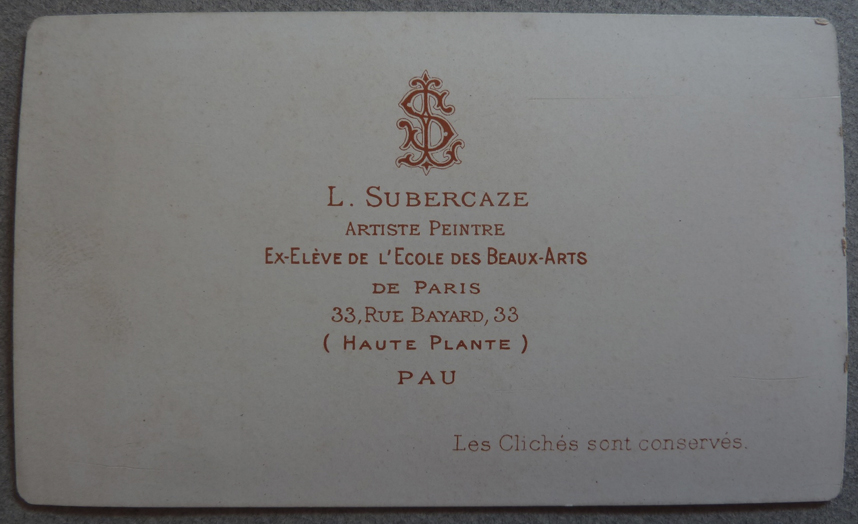 L. SUBERCAZE
ARTISTE PEINTRE
EX-ELÈVE DE L'ECOLE DES BEAUX-ARTS
DE PARIS
33, RUE BAYARD, 33
( HAUTE PLANTE )
PAU
Les Clichés sont conservés.